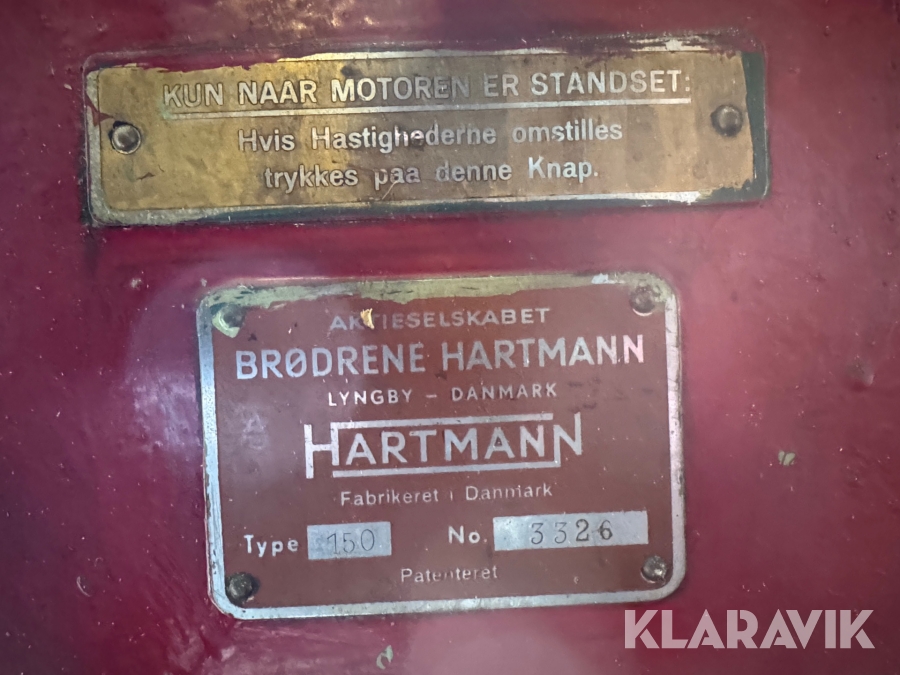 KUN NAAR MOTOREN ER STANDSET:
Hvis Hastighederne omstilles
trykkes paa denne Knap.
AKTIESELSKABET
BRØDRENE HARTMANN
LYNGBY – DANMARK
HARTMANN
Fabrikeret i Danmark
Type 150 No. 3326
Patenteret
KLARAVIK